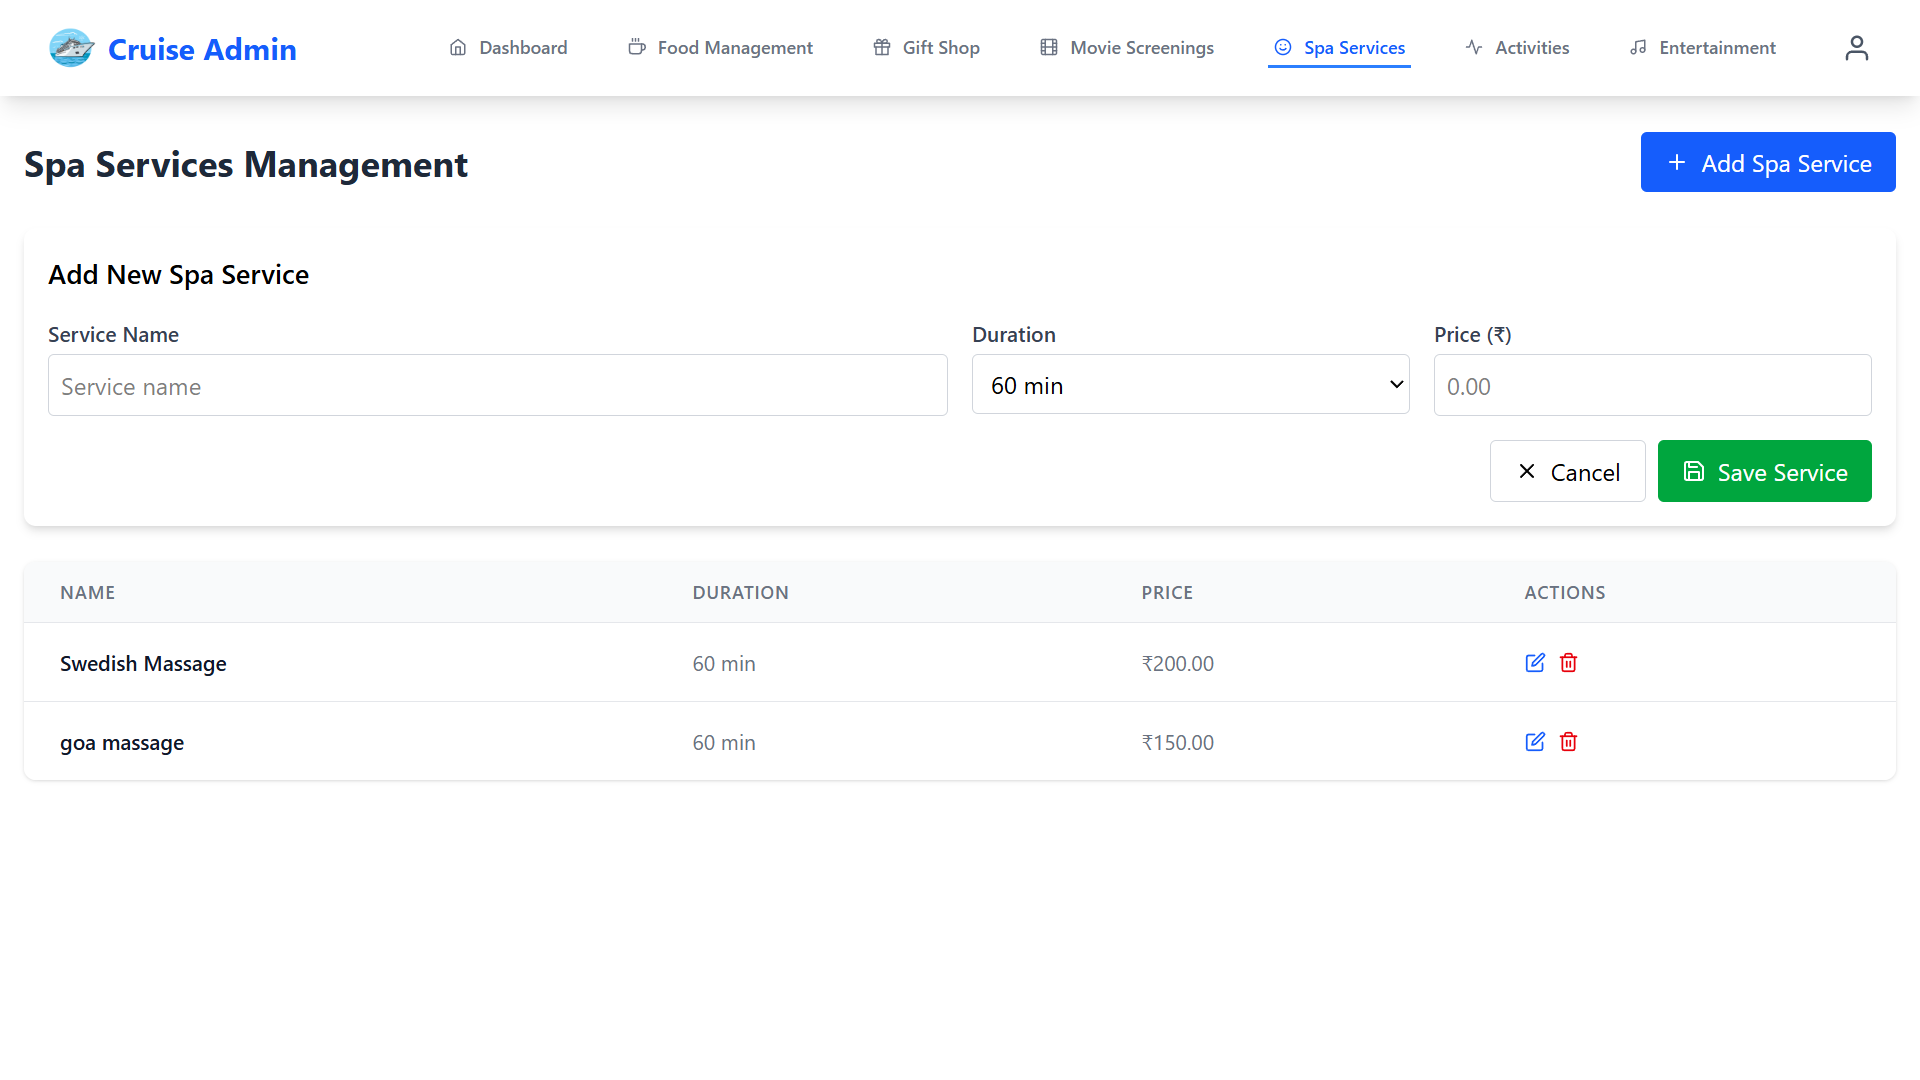 Cruise Admin
Dashboard
Food Management
Gift Shop
Movie Screenings
Spa Services
Activities
Entertainment
Spa Services Management
Add Spa Service
Add New Spa Service
Service Name
Duration
Price (₹)
Service name
60 min
0.00
Cancel
Save Service
NAME DURATION PRICE ACTIONS
Swedish Massage 60 min ₹200.00
goa massage 60 min ₹150.00